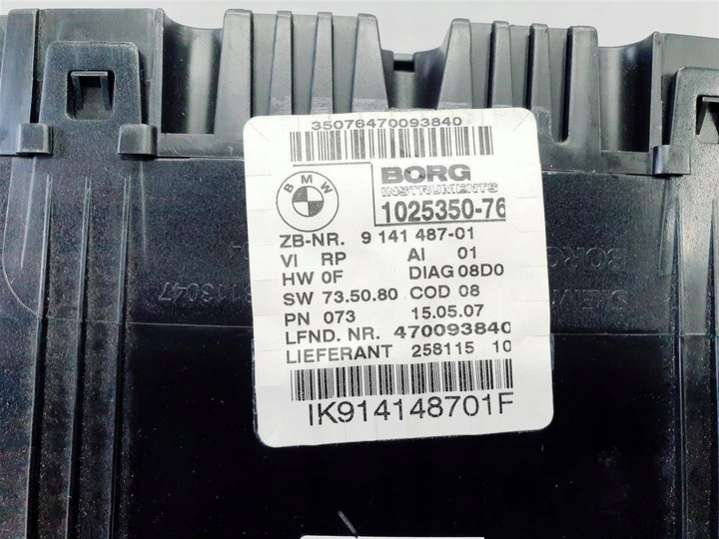 35076470093840
BMW
BORG
INSTRUMENTS
1025350-76
ZB-NR. 9 141 487-01
VI RP AI 01
HW 0F DIAG 08D0
SW 73.50.80 COD 08
PN 073 15.05.07
LFND. NR. 470093840
LIEFERANT 258115 10
IK914148701F